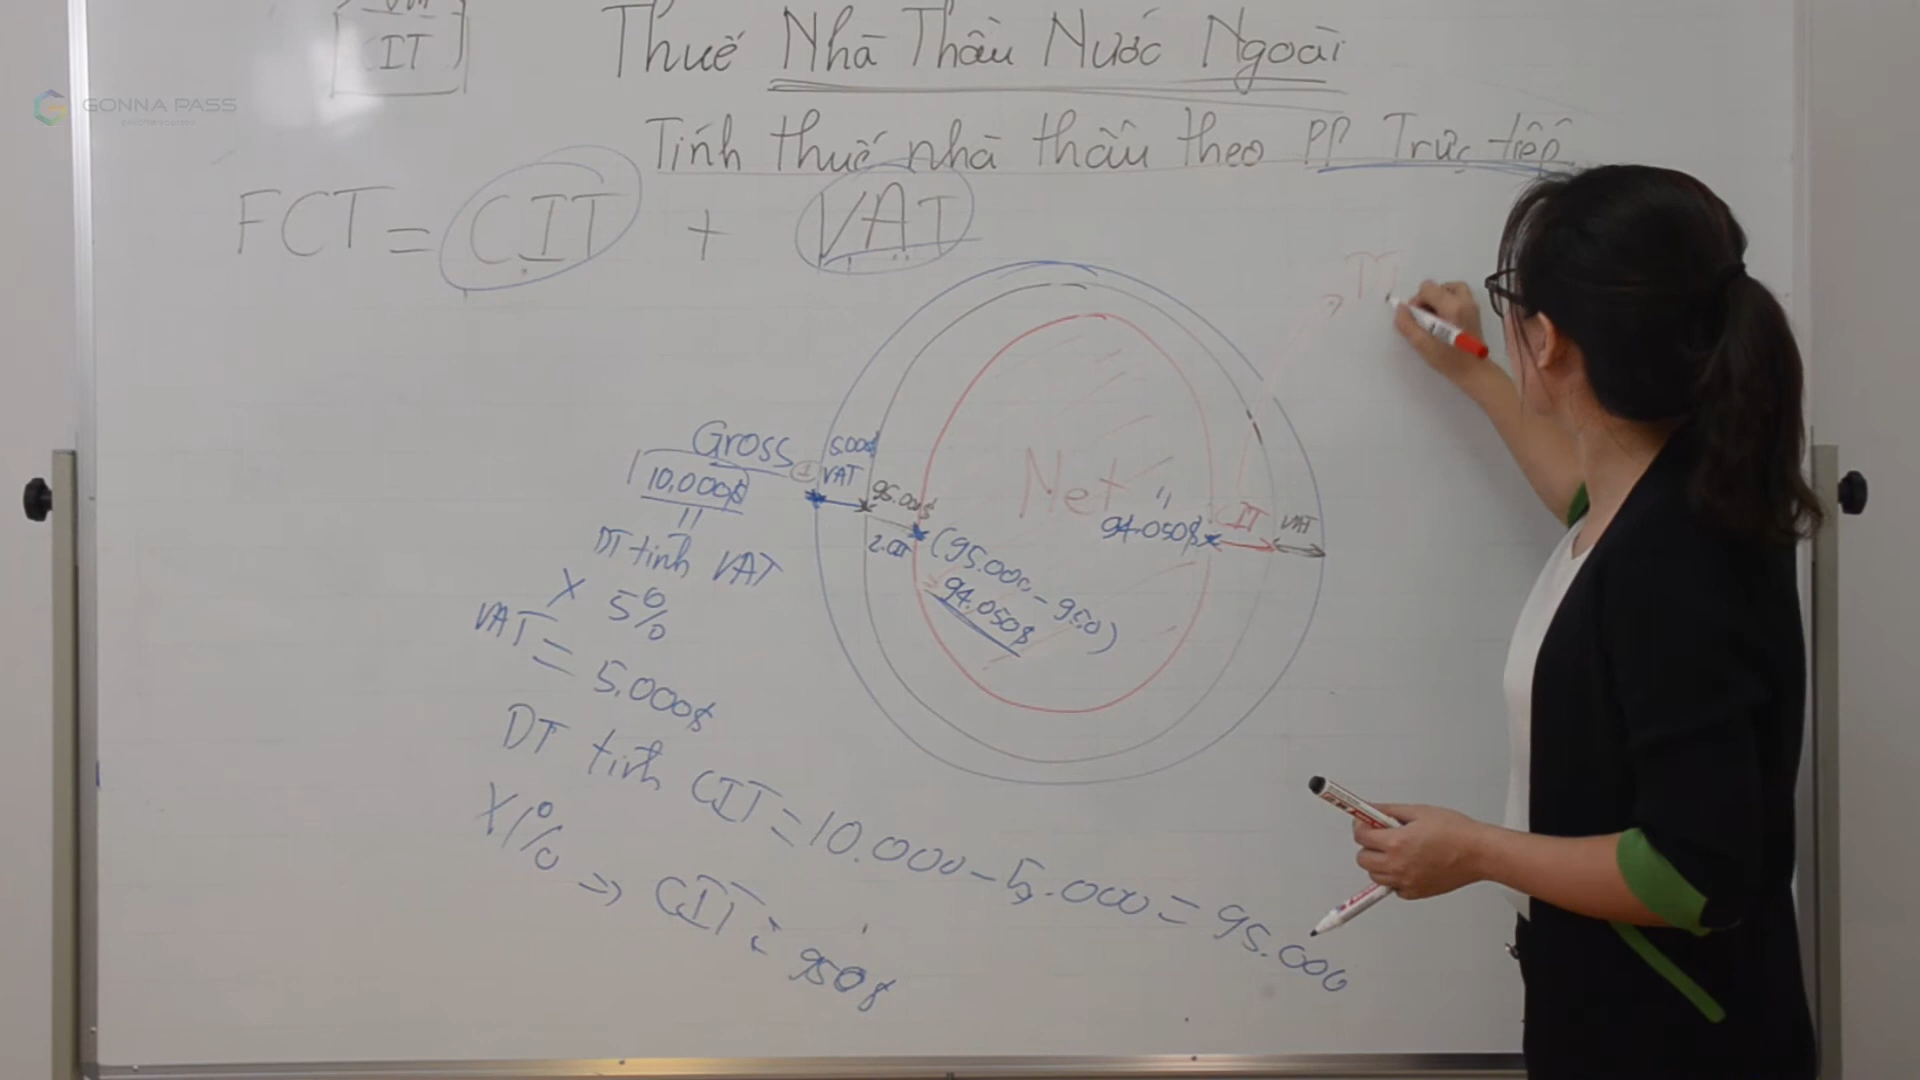 IT
GONNA PASS
Thuế Nhà Thầu Nước Ngoài
Tính thuế nhà thầu theo PP Trực tiếp
FCT = CIT + VAT
Gross
10,000$
DT tính VAT
X 5%
VAT = 5.000$
DT tính CIT = 10.000 - 5.000 = 95.000
X 1% => CIT = 950$
①
5.000$
VAT
95.000$
2.CIT
(95.000 - 950)
= 94.050$
Net
94.050$
CIT
VAT